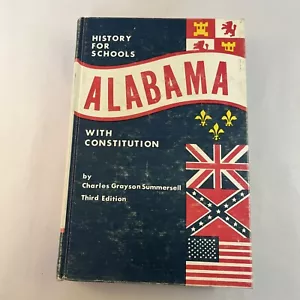 HISTORY
FOR
SCHOOLS
ALABAMA
WITH
CONSTITUTION
by
Charles Grayson Summersell
Third Edition